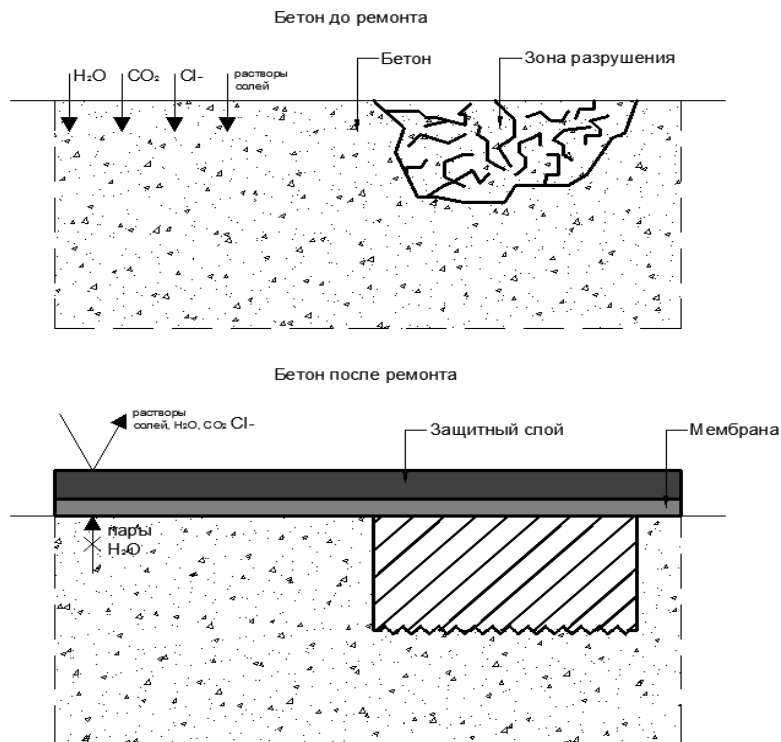 Бетон до ремонта
H₂O CO₂ Cl-
растворы
солей
Бетон
Зона разрушения
Бетон после ремонта
растворы
солей, H₂O, CO₂ Cl-
Защитный слой
Мембрана
пары
H₂O